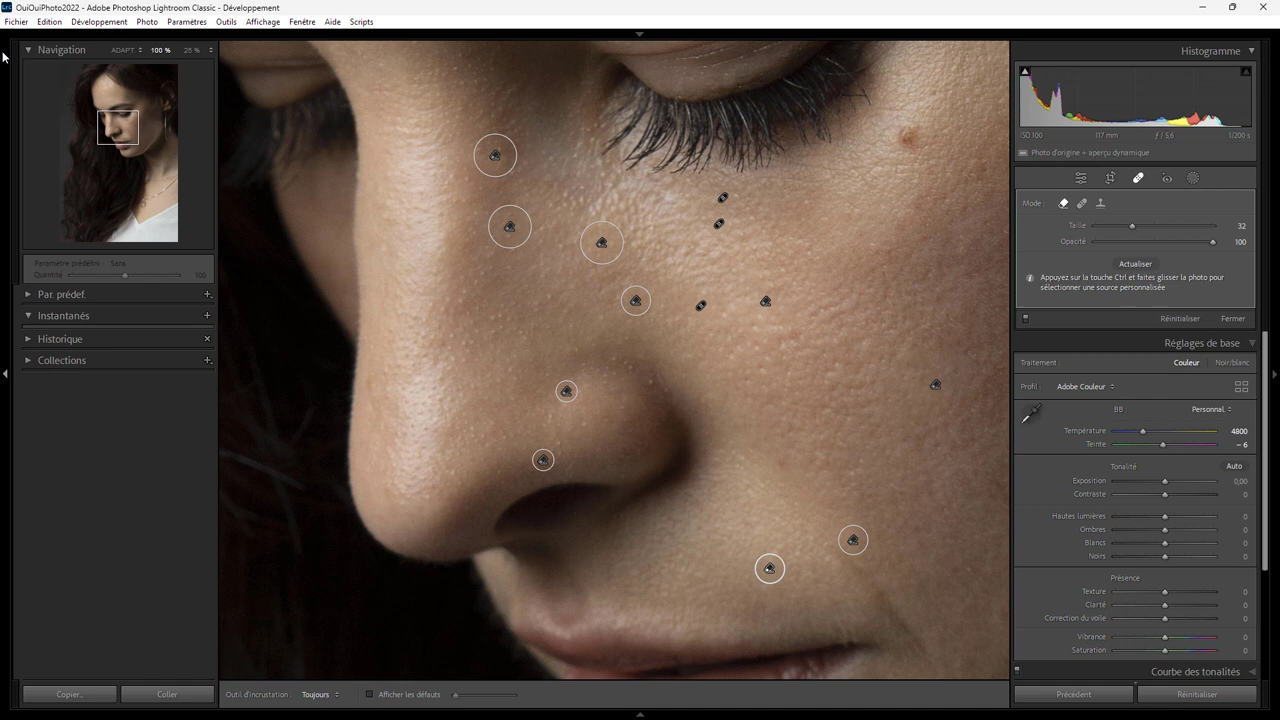 OuiOuiPhoto2022 - Adobe Photoshop Lightroom Classic - Développement
Fichier Edition Développement Photo Paramètres Outils Affichage Fenêtre Aide Scripts
Navigation ADAPT. 100 % 25 %
Paramètre prédéfini : Sans
Quantité 100
Par. prédéf.
Instantanés
Historique
Collections
Copier... Coller
Outil d'incrustation : Toujours Afficher les défauts
Histogramme
ISO 100 117 mm ƒ / 5,6 1/200 s
Photo d'origine + aperçu dynamique
Mode :
Taille 32
Opacité 100
Actualiser
Appuyez sur la touche Ctrl et faites glisser la photo pour
sélectionner une source personnalisée
Réinitialiser Fermer
Réglages de base
Traitement : Couleur Noir/blanc
Profil : Adobe Couleur
BB : Personnal.
Température 4800
Teinte – 6
Tonalité Auto
Exposition 0,00
Contraste 0
Hautes lumières 0
Ombres 0
Blancs 0
Noirs 0
Présence
Texture 0
Clarté 0
Correction du voile 0
Vibrance 0
Saturation 0
Courbe des tonalités
Précédent Réinitialiser